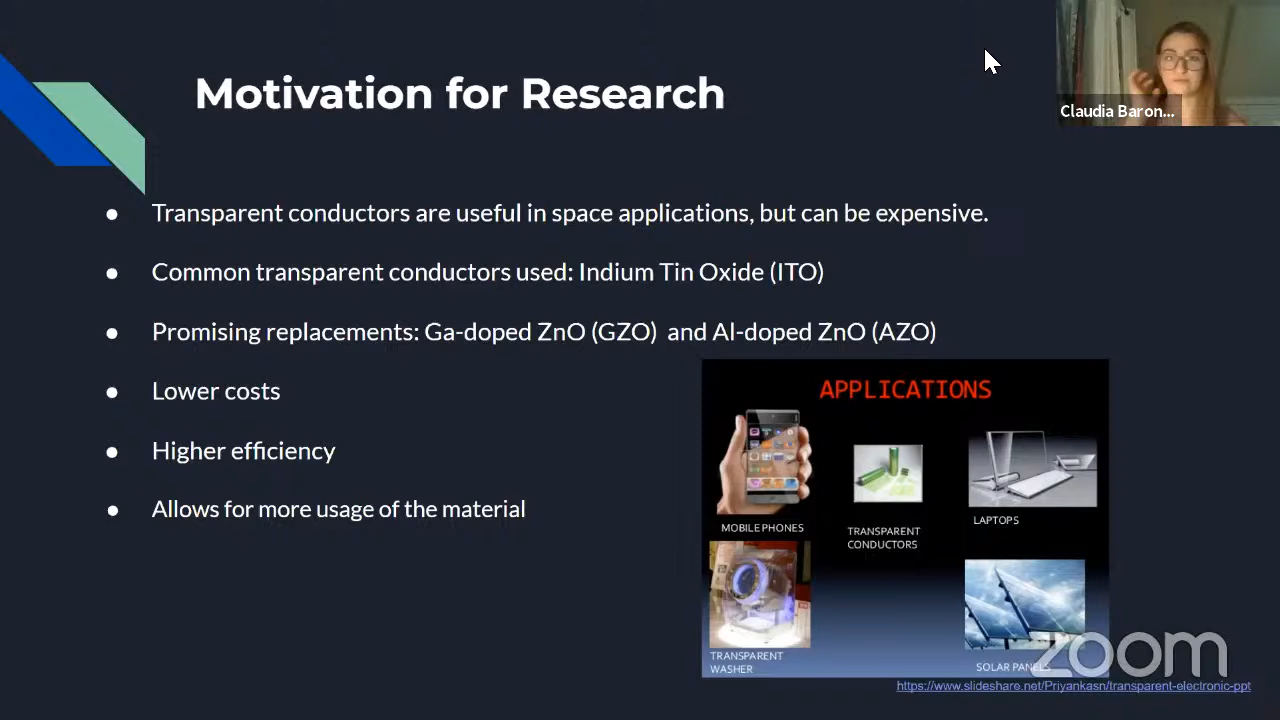 Motivation for Research
Claudia Baron...
● Transparent conductors are useful in space applications, but can be expensive.
● Common transparent conductors used: Indium Tin Oxide (ITO)
● Promising replacements: Ga-doped ZnO (GZO) and Al-doped ZnO (AZO)
● Lower costs
● Higher efficiency
● Allows for more usage of the material
APPLICATIONS
MOBILE PHONES
TRANSPARENT
CONDUCTORS
LAPTOPS
TRANSPARENT
WASHER
SOLAR PANELS
zoom
https://www.slideshare.net/Priyankasn/transparent-electronic-ppt